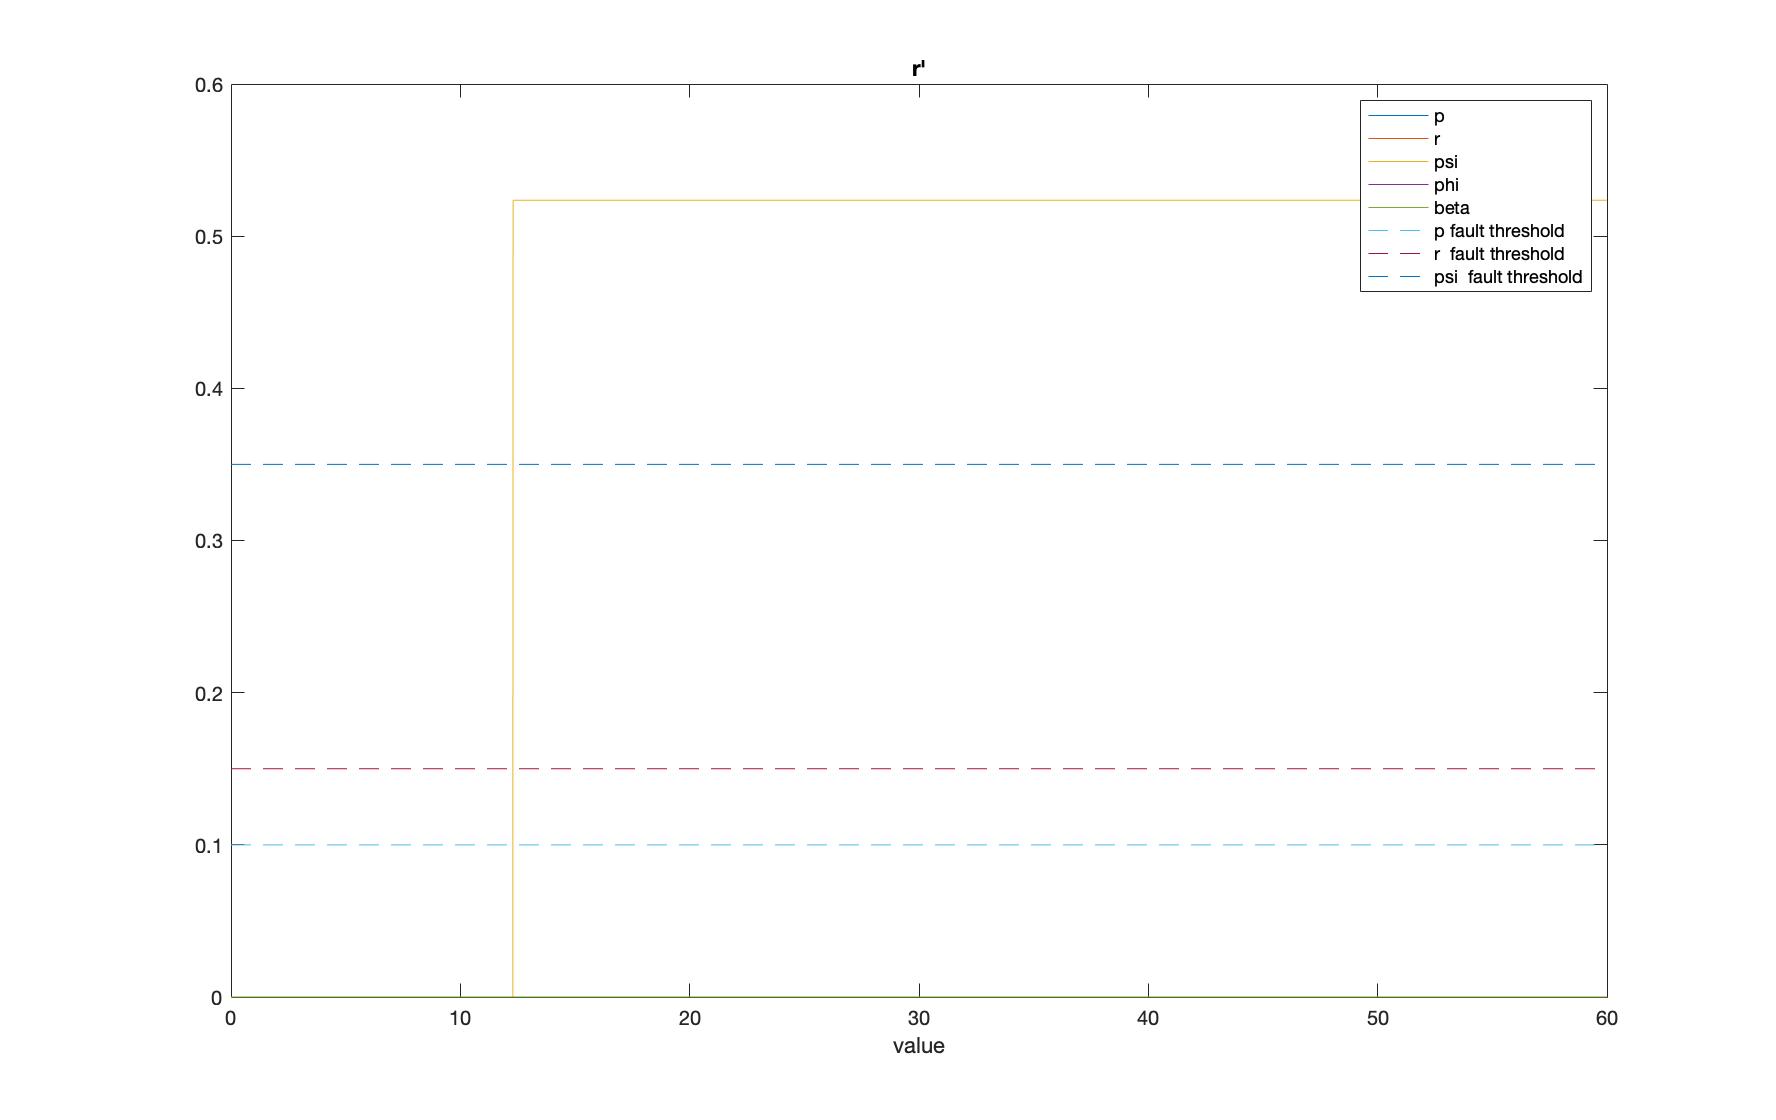 r'
0.6
0.5
0.4
0.3
0.2
0.1
0
p
r
psi
phi
beta
p fault threshold
r  fault threshold
psi  fault threshold
0 10 20 30 40 50 60
value